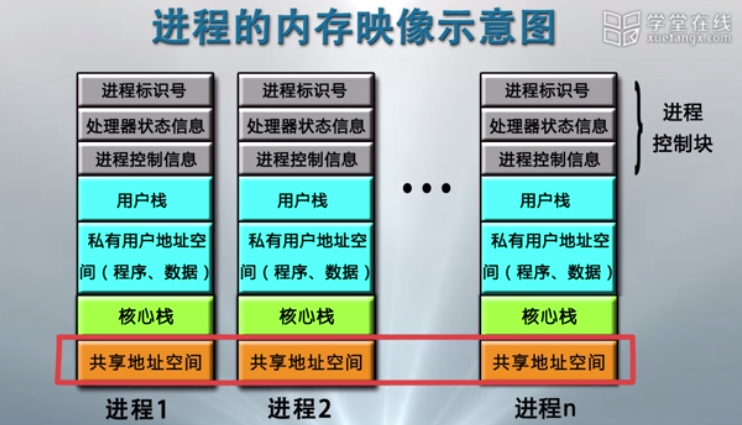 进程的内存映像示意图
学堂在线
xuetangx.com
进程标识号
处理器状态信息
进程控制信息
用户栈
私有用户地址空
间（程序、数据）
核心栈
共享地址空间
进程1
进程标识号
处理器状态信息
进程控制信息
用户栈
私有用户地址空
间（程序、数据）
核心栈
共享地址空间
进程2
•••
进程标识号
处理器状态信息
进程控制信息
用户栈
私有用户地址空
间（程序、数据）
核心栈
共享地址空间
进程n
进程
控制块